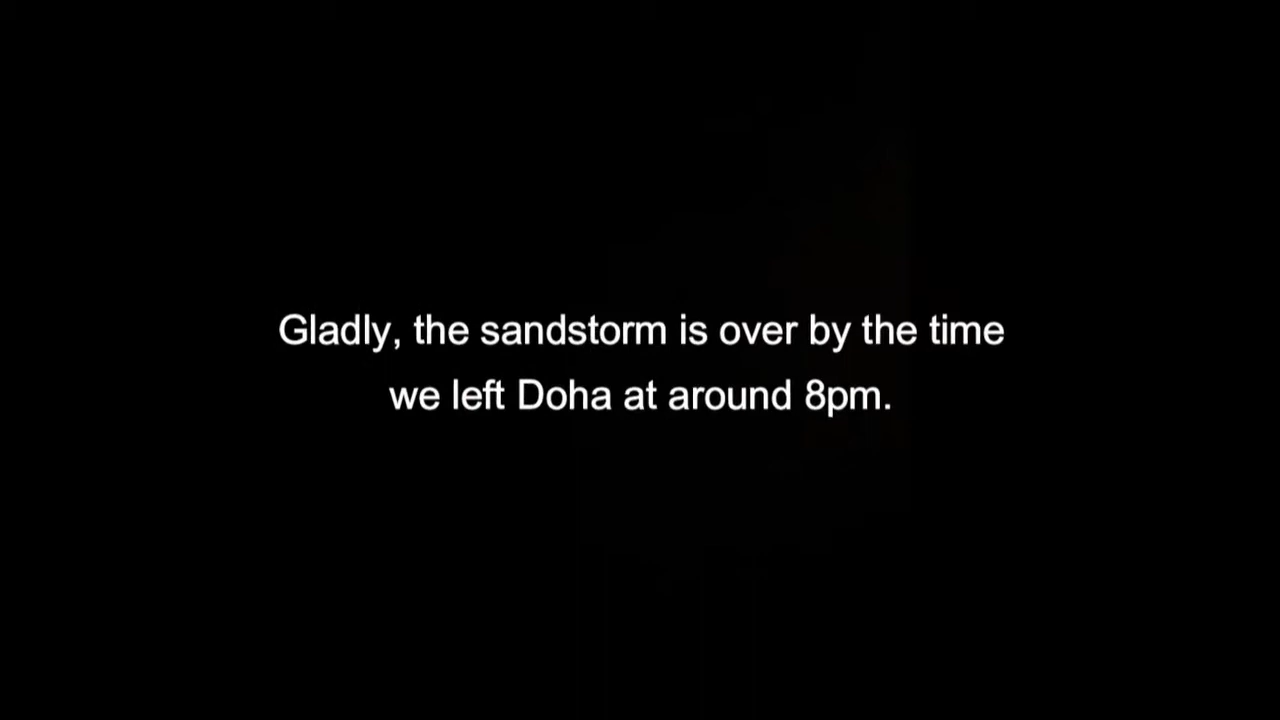 Gladly, the sandstorm is over by the time
we left Doha at around 8pm.